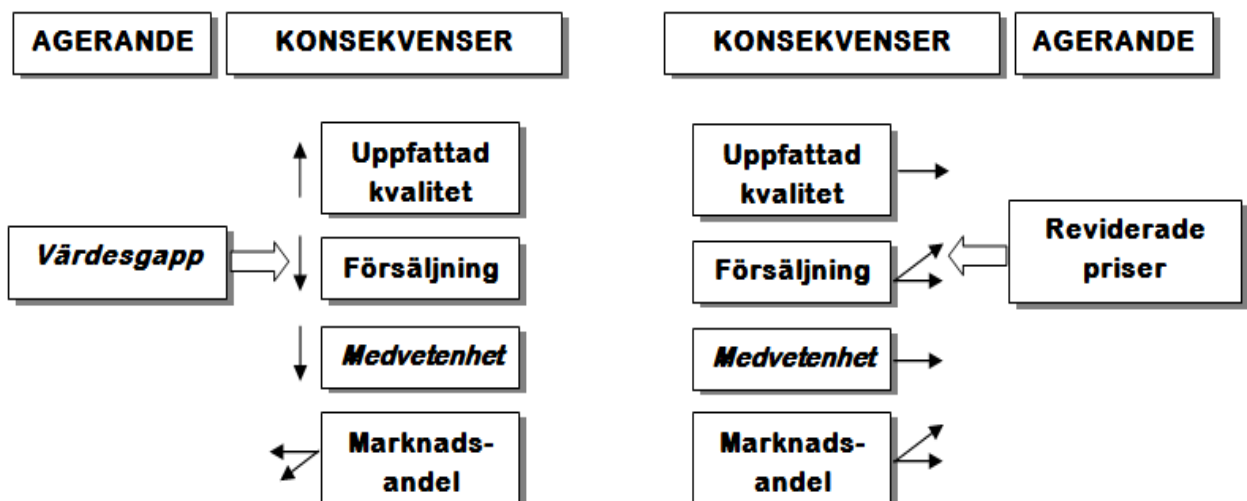 AGERANDE
KONSEKVENSER
KONSEKVENSER
AGERANDE
Uppfattad
kvalitet
Värdesgapp
Försäljning
Medvetenhet
Marknads-
andel
Uppfattad
kvalitet
Försäljning
Reviderade
priser
Medvetenhet
Marknads-
andel